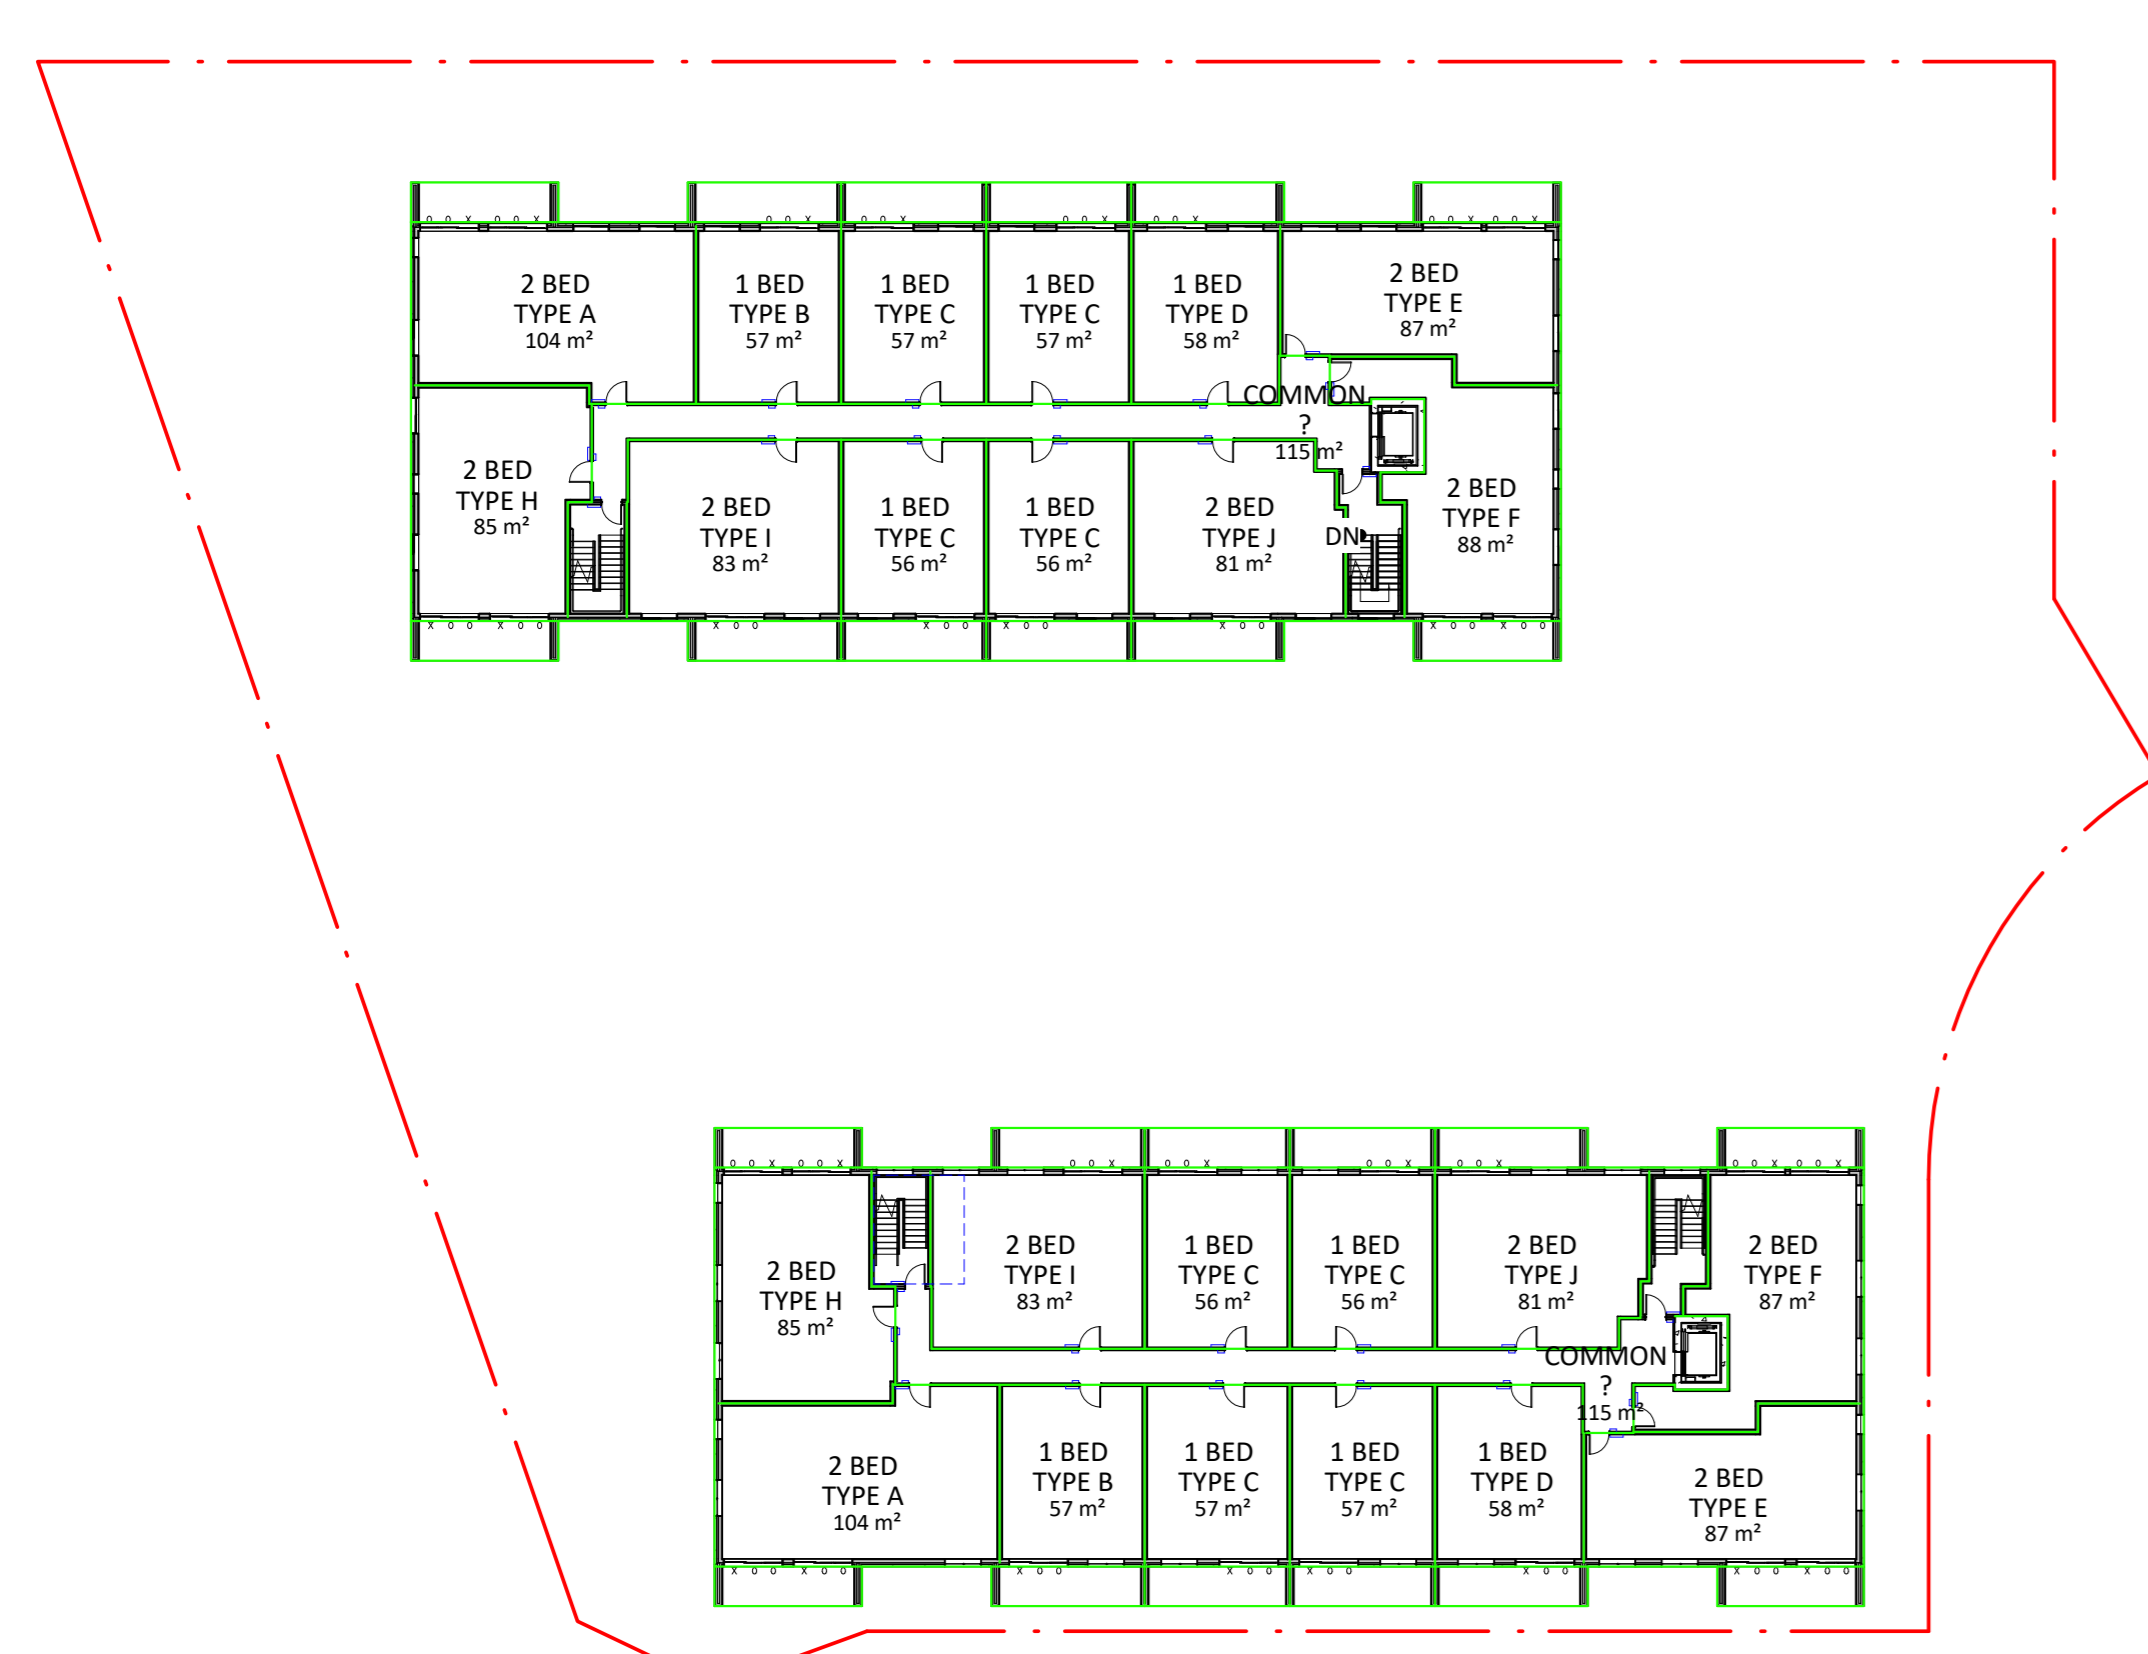 2 BED
TYPE A
104 m²
1 BED
TYPE B
57 m²
1 BED
TYPE C
57 m²
1 BED
TYPE C
57 m²
1 BED
TYPE D
58 m²
2 BED
TYPE E
87 m²
COMMON
?
115 m²
2 BED
TYPE H
85 m²
2 BED
TYPE I
83 m²
1 BED
TYPE C
56 m²
1 BED
TYPE C
56 m²
2 BED
TYPE J
81 m²
DN
2 BED
TYPE F
88 m²
2 BED
TYPE H
85 m²
2 BED
TYPE I
83 m²
1 BED
TYPE C
56 m²
1 BED
TYPE C
56 m²
2 BED
TYPE J
81 m²
2 BED
TYPE F
87 m²
COMMON
?
115 m²
2 BED
TYPE A
104 m²
1 BED
TYPE B
57 m²
1 BED
TYPE C
57 m²
1 BED
TYPE C
57 m²
1 BED
TYPE D
58 m²
2 BED
TYPE E
87 m²